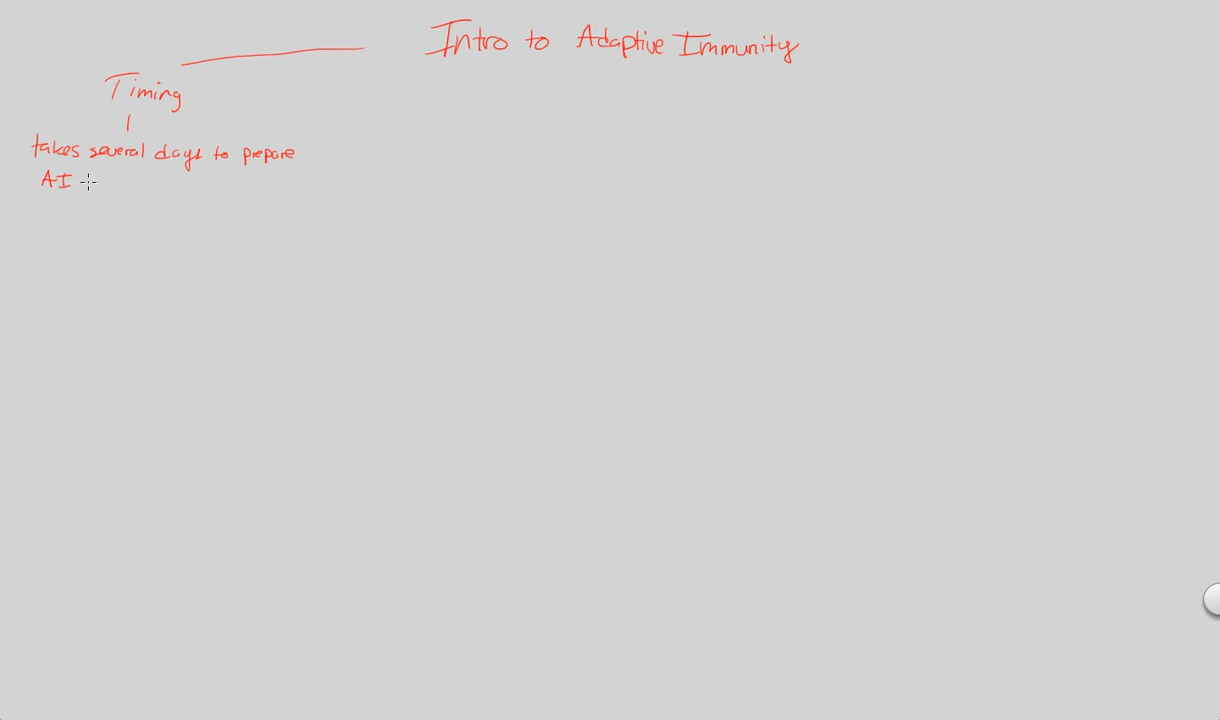 Intro to Adaptive Immunity
Timing
takes several days to prepare
AI